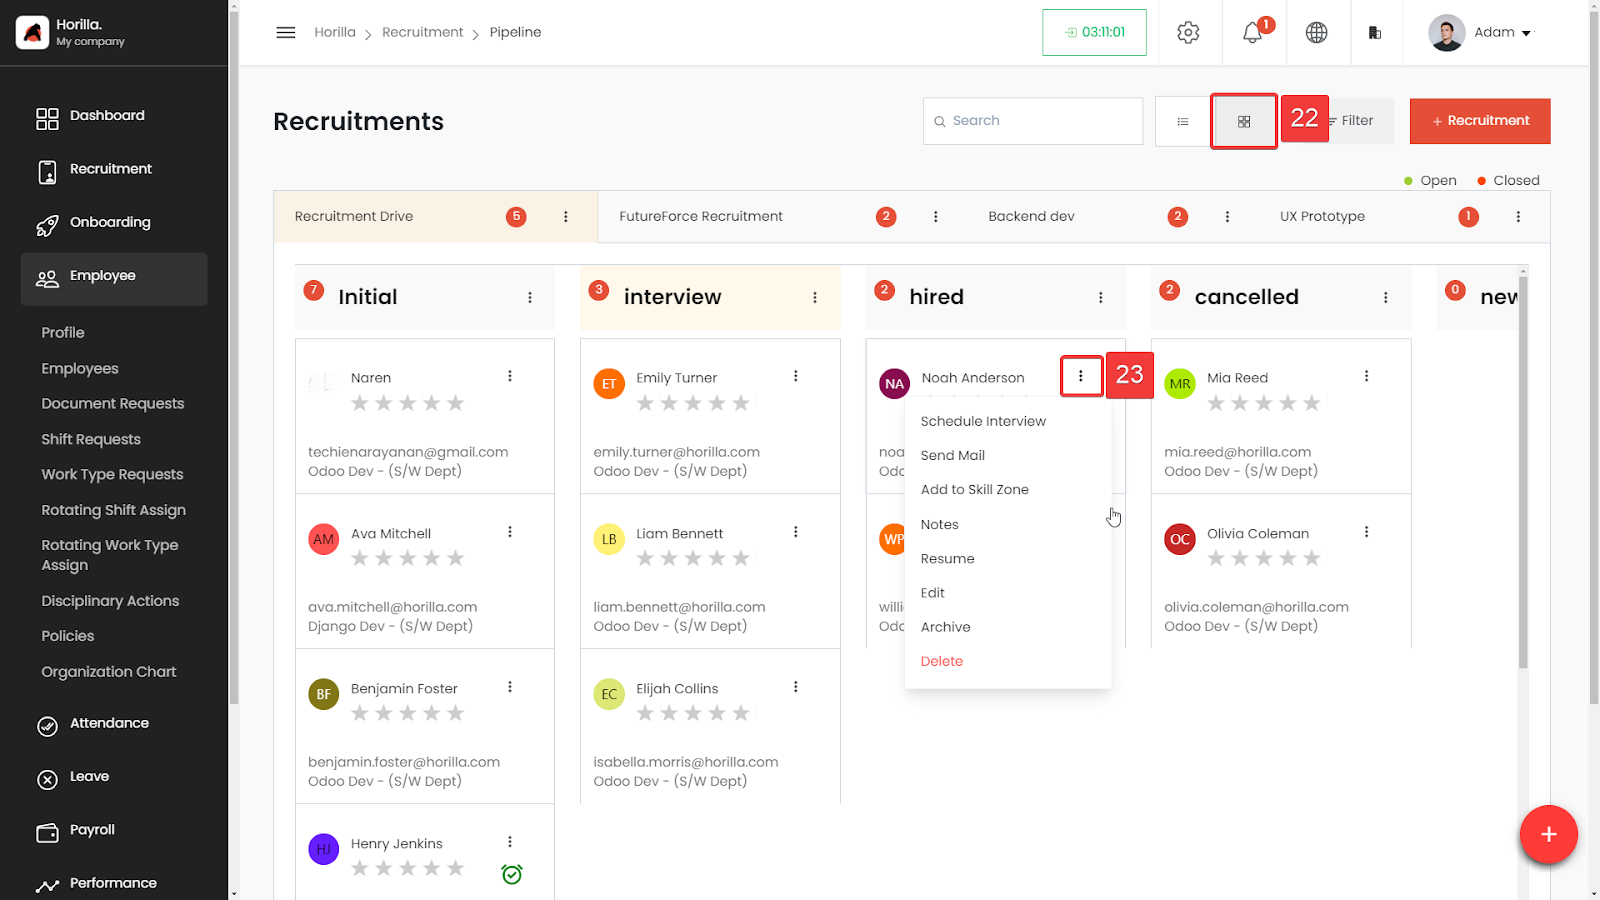 Horilla.
My company
Horilla > Recruitment > Pipeline
03:11:01
1
Adam
Dashboard
Recruitment
Onboarding
Employee
Profile
Employees
Document Requests
Shift Requests
Work Type Requests
Rotating Shift Assign
Rotating Work Type
Assign
Disciplinary Actions
Policies
Organization Chart
Attendance
Leave
Payroll
Performance
Recruitments
Search
22
Filter
+ Recruitment
Open
Closed
Recruitment Drive 5
FutureForce Recruitment 2
Backend dev 2
UX Prototype 1
7 Initial
Naren
techienarayanan@gmail.com
Odoo Dev - (S/W Dept)
AM Ava Mitchell
ava.mitchell@horilla.com
Django Dev - (S/W Dept)
BF Benjamin Foster
benjamin.foster@horilla.com
Odoo Dev - (S/W Dept)
HJ Henry Jenkins
3 interview
ET Emily Turner
emily.turner@horilla.com
Odoo Dev - (S/W Dept)
LB Liam Bennett
liam.bennett@horilla.com
Odoo Dev - (S/W Dept)
EC Elijah Collins
isabella.morris@horilla.com
Odoo Dev - (S/W Dept)
2 hired
NA Noah Anderson
23
noa
Odo
WP
willi
Odo
Schedule Interview
Send Mail
Add to Skill Zone
Notes
Resume
Edit
Archive
Delete
2 cancelled
MR Mia Reed
mia.reed@horilla.com
Odoo Dev - (S/W Dept)
OC Olivia Coleman
olivia.coleman@horilla.com
Odoo Dev - (S/W Dept)
0 new
+